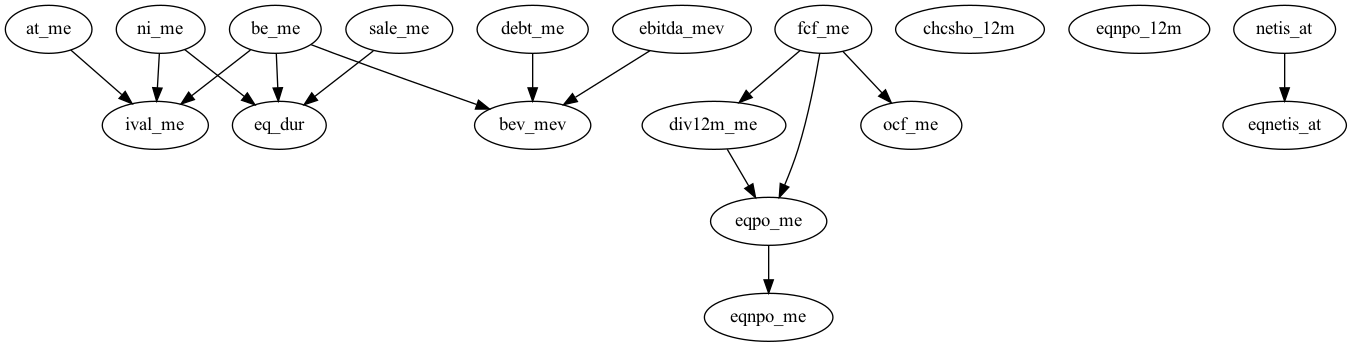 at_me ni_me be_me sale_me debt_me ebitda_mev fcf_me chcsho_12m eqnpo_12m netis_at
ival_me eq_dur bev_mev div12m_me ocf_me eqnetis_at
eqpo_me
eqnpo_me